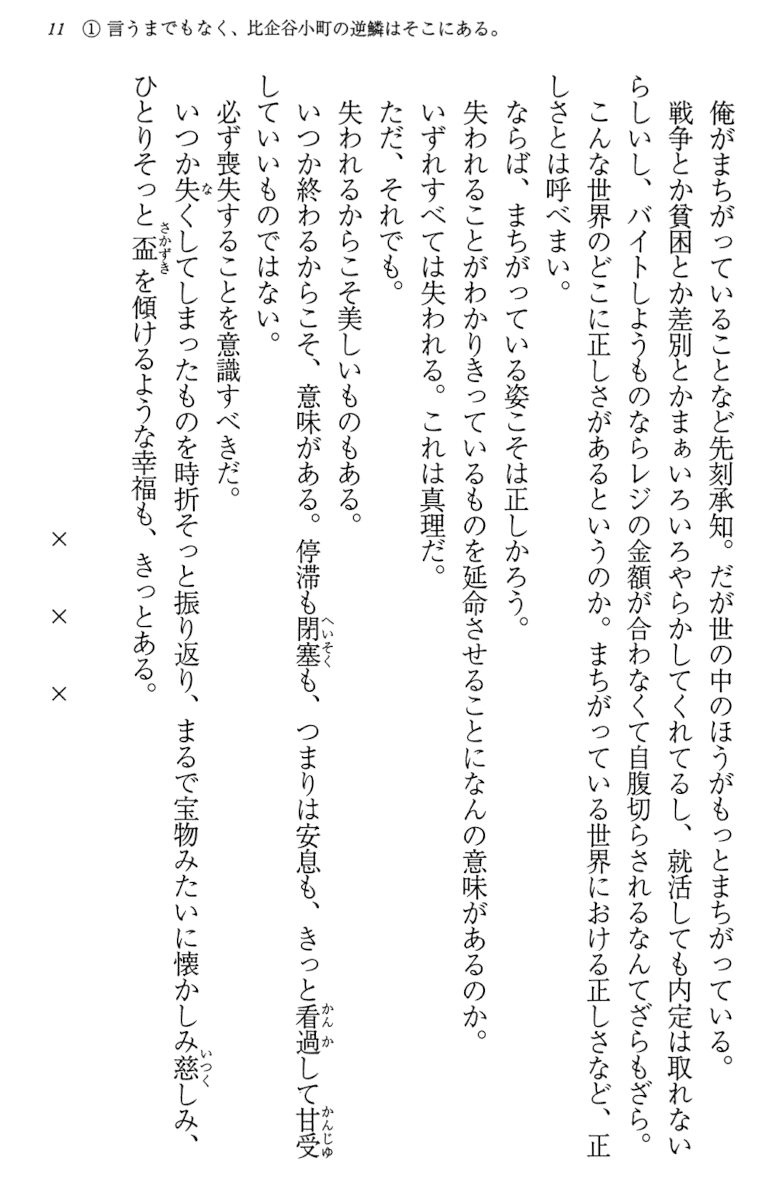 11　① 言うまでもなく、比企谷小町の逆鱗はそこにある。
　俺がまちがっていることなど先刻承知。だが世の中のほうがもっとまちがっている。
　戦争とか貧困とか差別とかまぁいろいろやらかしてくれてるし、就活しても内定は取れない
らしいし、バイトしようものならレジの金額が合わなくて自腹切らされるなんてざらもざら。
　こんな世界のどこに正しさがあるというのか。まちがっている世界における正しさなど、正
しさとは呼べまい。
　ならば、まちがっている姿こそは正しかろう。
　失われることがわかりきっているものを延命させることになんの意味があるのか。
　いずれすべては失われる。これは真理だ。
　ただ、それでも。
　失われるからこそ美しいものもある。
　いつか終わるからこそ、意味がある。停滞も閉塞（へいそく）も、つまりは安息も、きっと看過（かんか）して甘受（かんじゅ）
していいものではない。
　必ず喪失することを意識すべきだ。
　いつか失（な）くしてしまったものを時折そっと振り返り、まるで宝物みたいに懐かしみ慈（いつく）しみ、
ひとりそっと盃（さかずき）を傾けるような幸福も、きっとある。
×　×　×